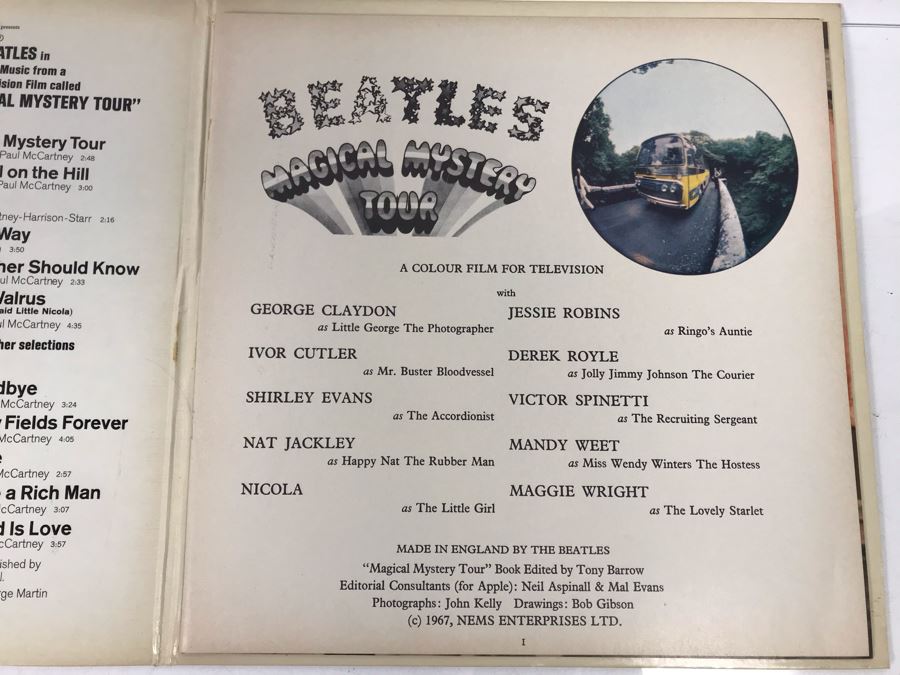 ATLES in
Music from a
sion Film called
AL MYSTERY TOUR"
Mystery Tour
Paul McCartney 2:48
on the Hill
Paul McCartney 3:00
tney-Harrison-Starr 2:16
Way
3:50
her Should Know
ul McCartney 2:33
Walrus
aid Little Nicola)
ul McCartney 4:35
her selections
dbye
McCartney 3:24
Fields Forever
McCartney 4:05
McCartney 2:57
a Rich Man
cCartney 3:07
d Is Love
cCartney 3:57
ished by
l.
rge Martin
BEATLES
MAGICAL MYSTERY
TOUR
A COLOUR FILM FOR TELEVISION
with
GEORGE CLAYDON
as Little George The Photographer
IVOR CUTLER
as Mr. Buster Bloodvessel
SHIRLEY EVANS
as The Accordionist
NAT JACKLEY
as Happy Nat The Rubber Man
NICOLA
as The Little Girl
JESSIE ROBINS
as Ringo's Auntie
DEREK ROYLE
as Jolly Jimmy Johnson The Courier
VICTOR SPINETTI
as The Recruiting Sergeant
MANDY WEET
as Miss Wendy Winters The Hostess
MAGGIE WRIGHT
as The Lovely Starlet
MADE IN ENGLAND BY THE BEATLES
"Magical Mystery Tour" Book Edited by Tony Barrow
Editorial Consultants (for Apple): Neil Aspinall & Mal Evans
Photographs: John Kelly Drawings: Bob Gibson
(c) 1967, NEMS ENTERPRISES LTD.
1